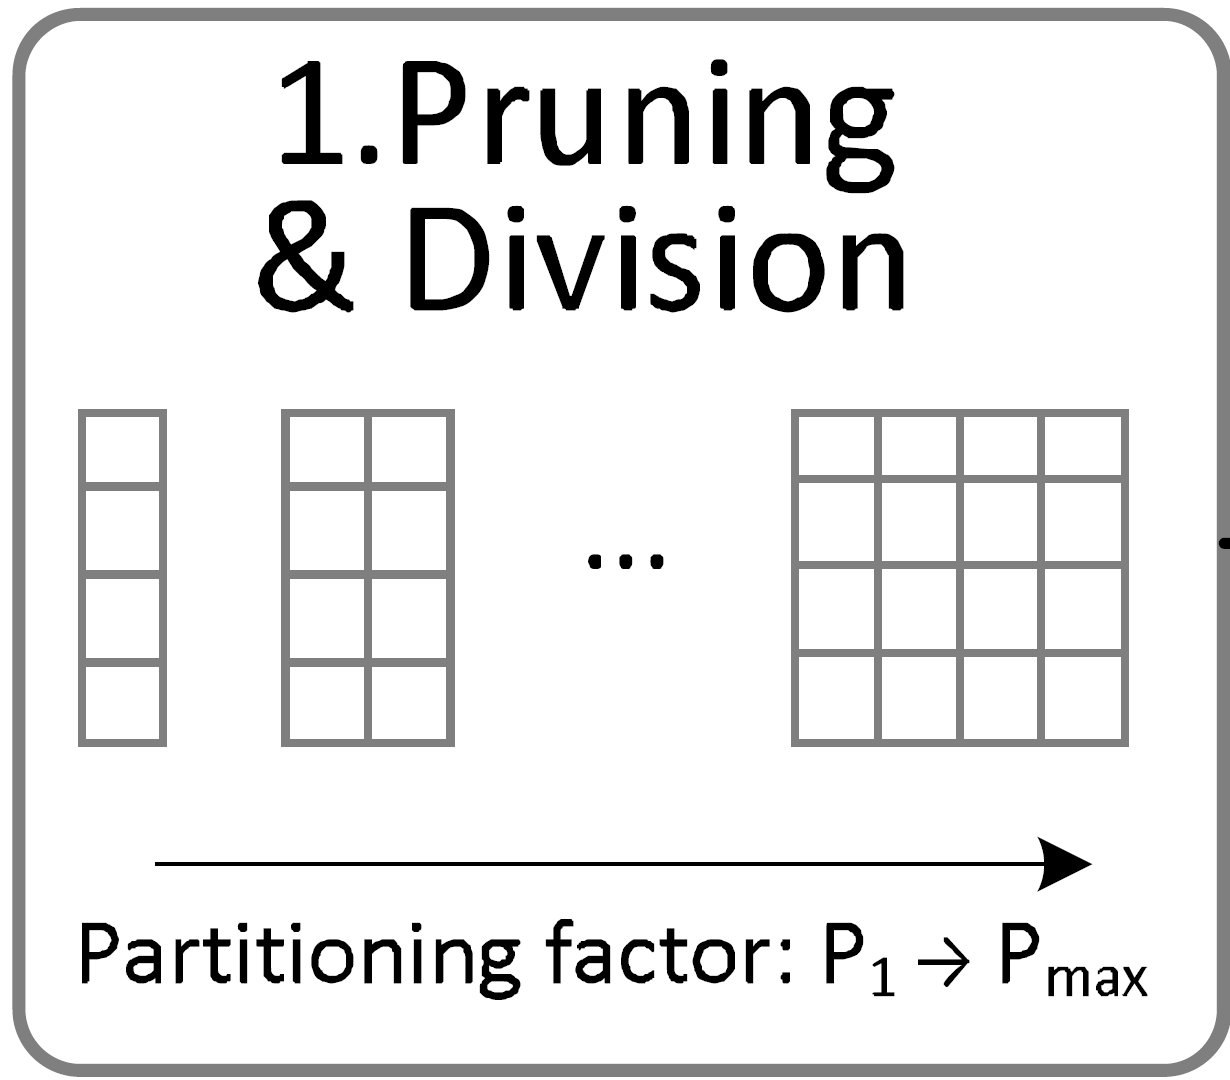 1.Pruning
& Division
...
Partitioning factor: P₁ → Pmax